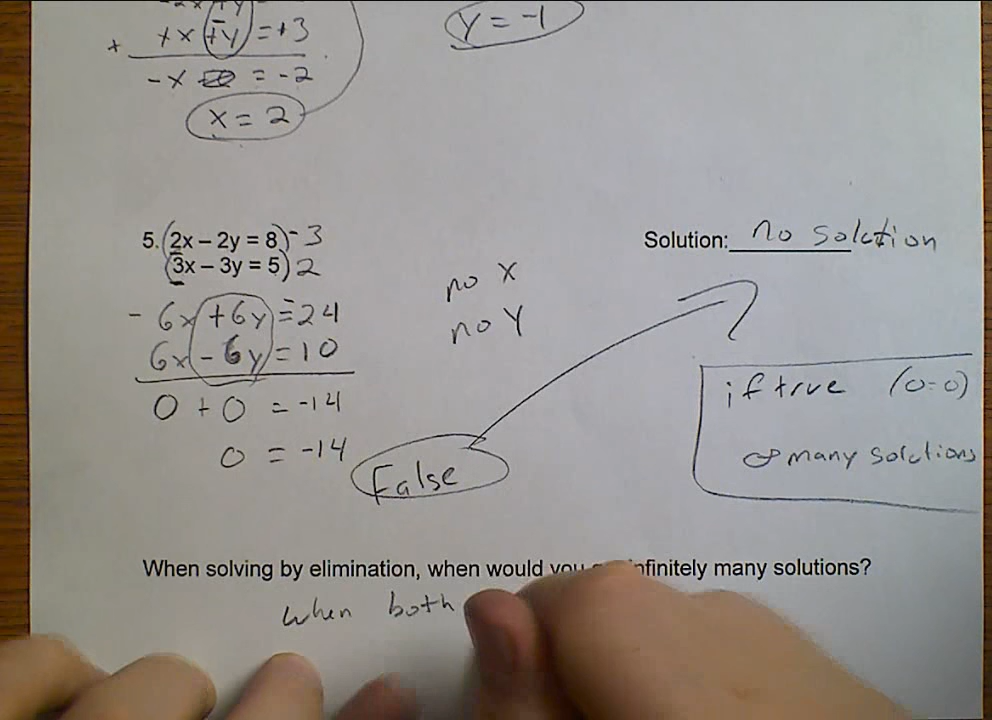 + +x +y = +3
y = -1
-x = -2
x = 2
5. (2x – 2y = 8) -3
(3x – 3y = 5) 2
Solution: no solution
no x
no y
- 6x +6y = -24
6x - 6y = 10
0 + 0 = -14
0 = -14
False
if true (0=0)
∞ many solutions
When solving by elimination, when would you infinitely many solutions?
when both